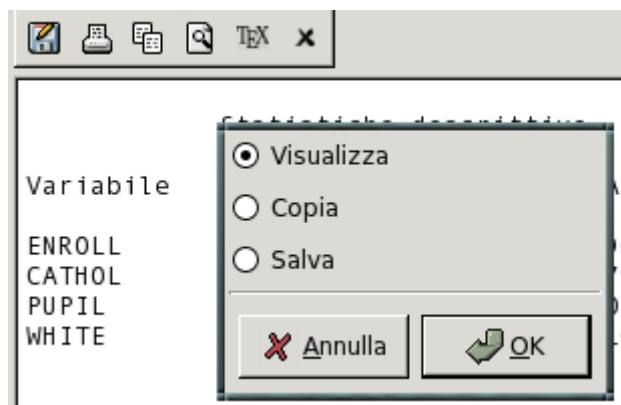 TEX
Statistiche descrittive
Variabile
ENROLL
CATHOL
PUPIL
WHITE
Visualizza
Copia
Salva
Annulla
OK